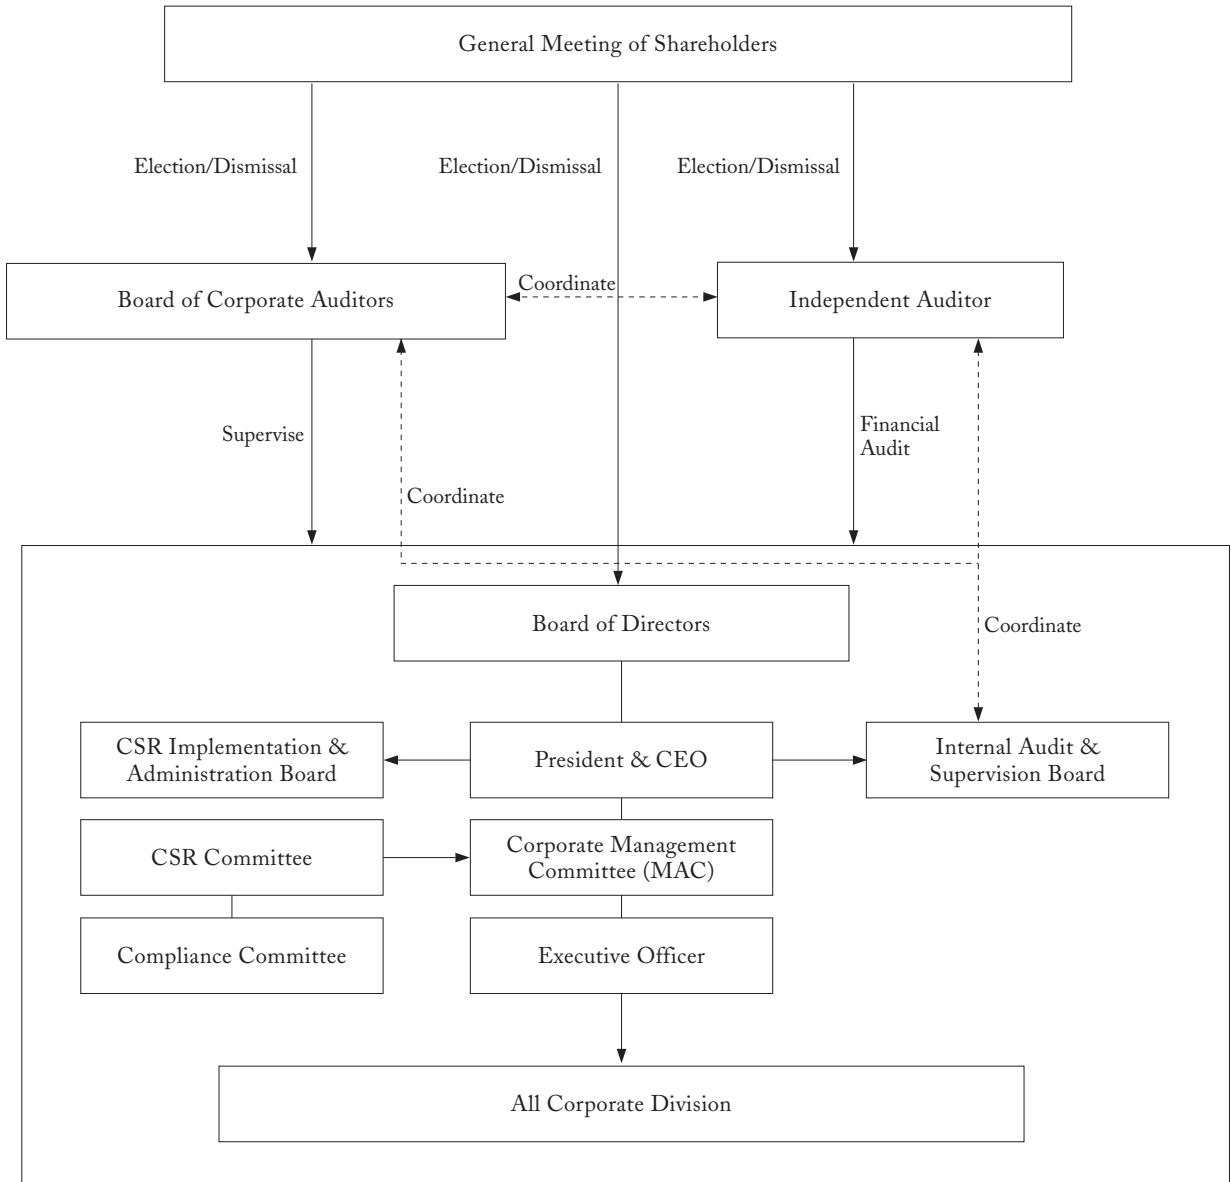 General Meeting of Shareholders
Election/Dismissal
Election/Dismissal
Election/Dismissal
Board of Corporate Auditors
Coordinate
Independent Auditor
Supervise
Financial
Audit
Coordinate
Board of Directors
Coordinate
CSR Implementation &
Administration Board
President & CEO
Internal Audit &
Supervision Board
CSR Committee
Corporate Management
Committee (MAC)
Compliance Committee
Executive Officer
All Corporate Division